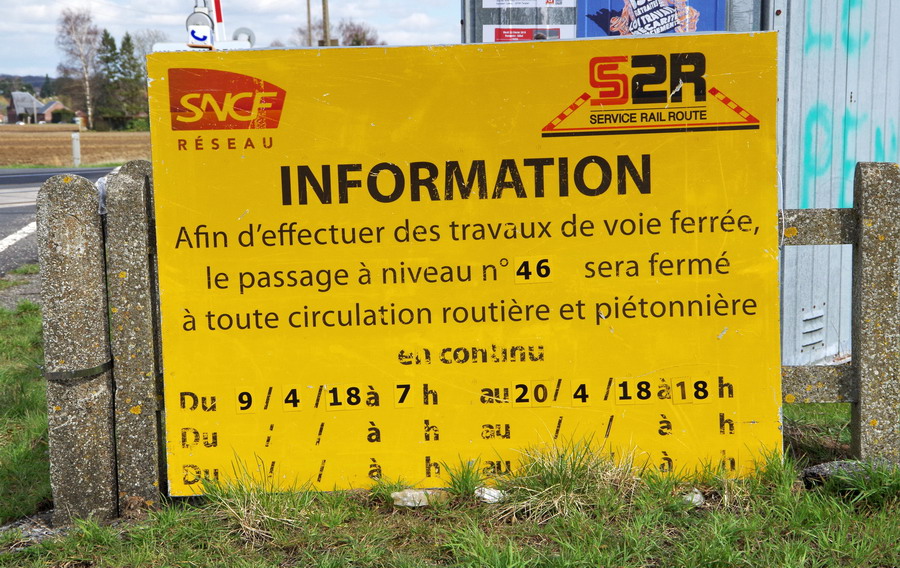 SNCF
RÉSEAU
S2R
SERVICE RAIL ROUTE
INFORMATION
Afin d'effectuer des travaux de voie ferrée,
le passage à niveau n° 46 sera fermé
à toute circulation routière et piétonnière
en continu
Du 9 / 4 / 18 à 7 h au 20 / 4 / 18 à 18 h
Du / / à h au / / à h
Du / / à h au / / à h